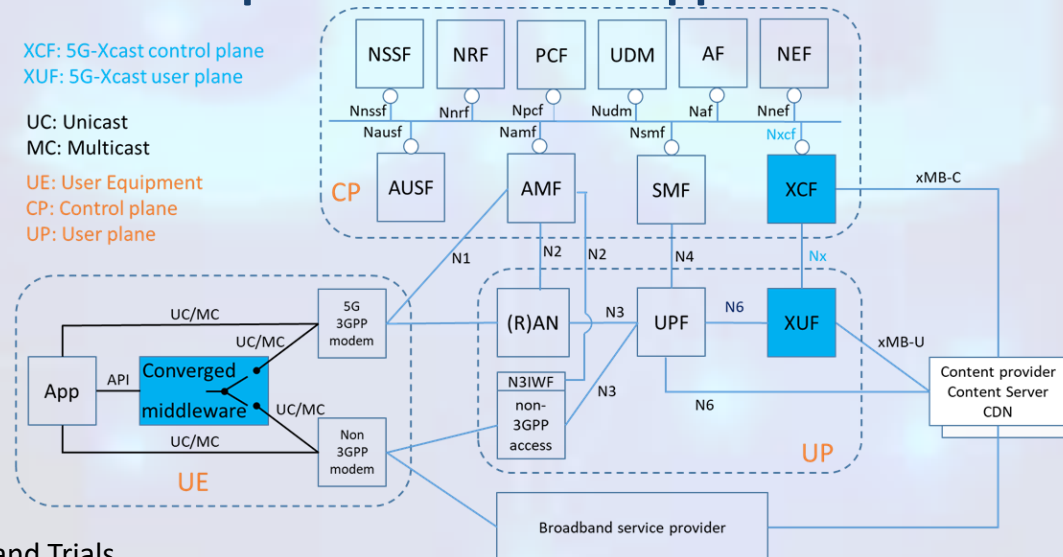 XCF: 5G-Xcast control plane
XUF: 5G-Xcast user plane
UC: Unicast
MC: Multicast
UE: User Equipment
CP: Control plane
UP: User plane
NSSF
NRF
PCF
UDM
AF
NEF
Nnssf
Nnrf
Npcf
Nudm
Naf
Nnef
Nausf
Namf
Nsmf
Nxcf
CP
AUSF
AMF
SMF
XCF
xMB-C
N1
N2
N2
N4
Nx
UC/MC
5G
3GPP
modem
(R)AN
N3
UPF
N6
XUF
xMB-U
UC/MC
App
API
Converged
middleware
UC/MC
UC/MC
Non
3GPP
modem
UE
N3IWF
non-
3GPP
access
N3
N6
UP
Content provider
Content Server
CDN
Broadband service provider
and Trials